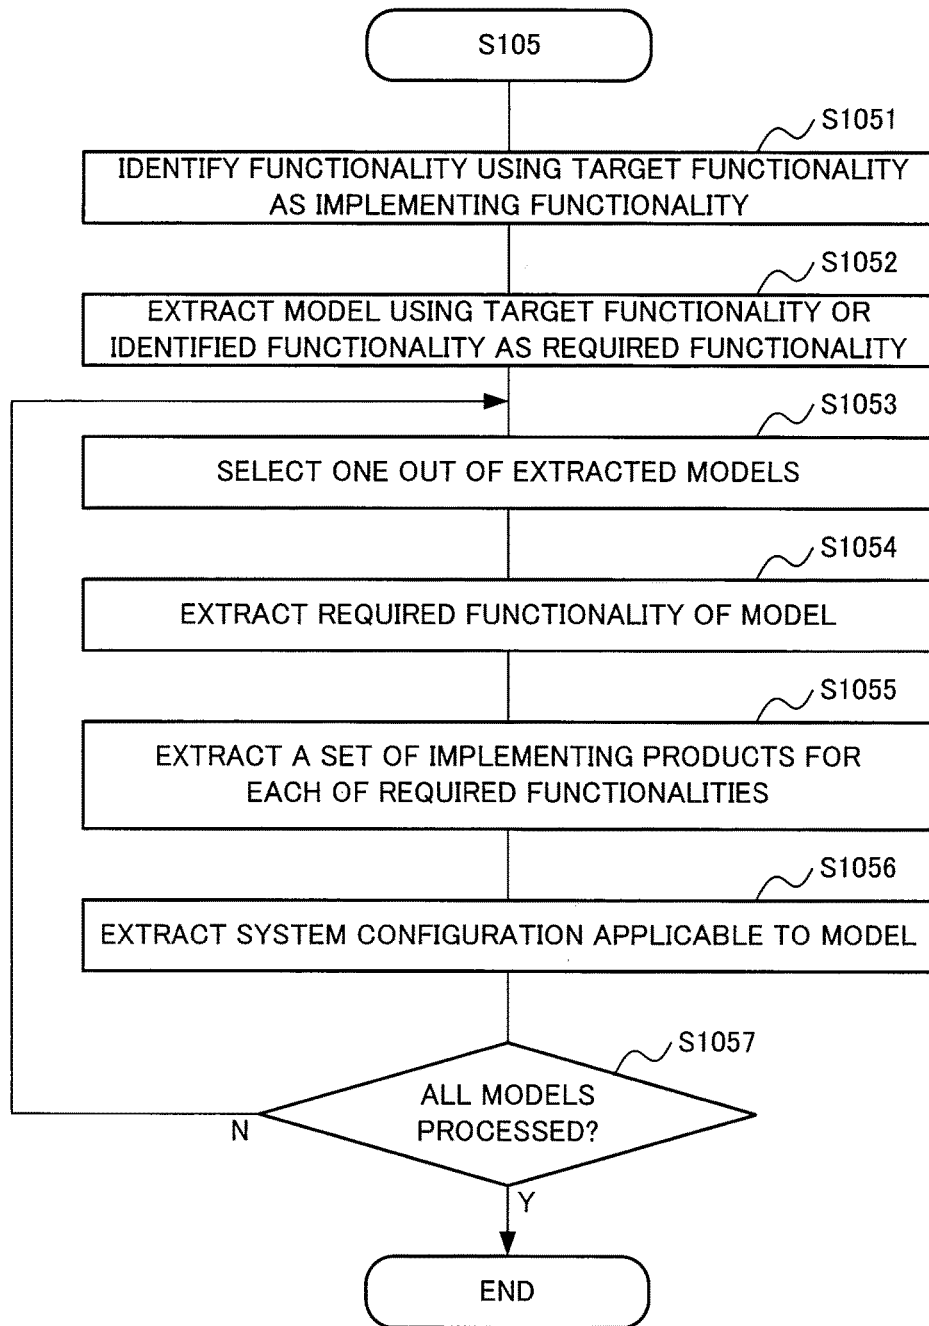 S105
S1051
IDENTIFY FUNCTIONALITY USING TARGET FUNCTIONALITY
AS IMPLEMENTING FUNCTIONALITY
S1052
EXTRACT MODEL USING TARGET FUNCTIONALITY OR
IDENTIFIED FUNCTIONALITY AS REQUIRED FUNCTIONALITY
S1053
SELECT ONE OUT OF EXTRACTED MODELS
S1054
EXTRACT REQUIRED FUNCTIONALITY OF MODEL
S1055
EXTRACT A SET OF IMPLEMENTING PRODUCTS FOR
EACH OF REQUIRED FUNCTIONALITIES
S1056
EXTRACT SYSTEM CONFIGURATION APPLICABLE TO MODEL
S1057
ALL MODELS
PROCESSED?
N
Y
END